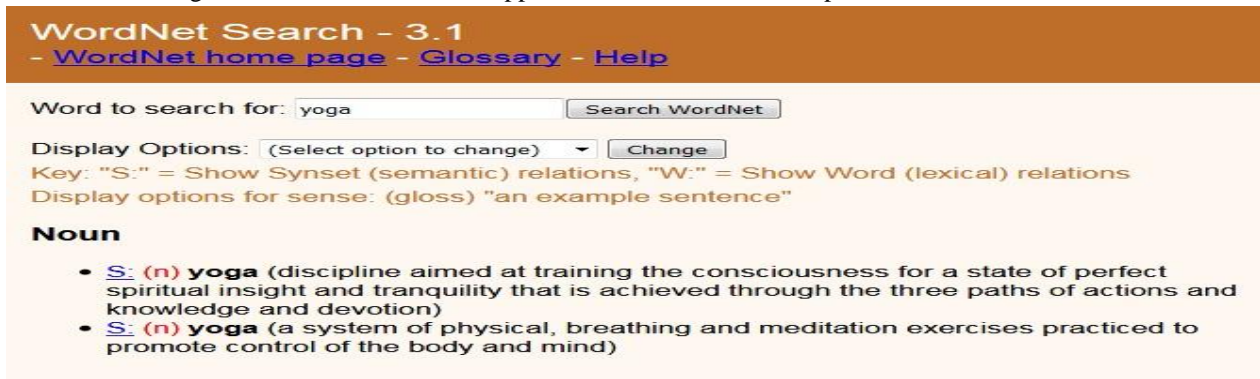 WordNet Search - 3.1
- WordNet home page - Glossary - Help
Word to search for: yoga Search WordNet
Display Options: (Select option to change) Change
Key: "S:" = Show Synset (semantic) relations, "W:" = Show Word (lexical) relations
Display options for sense: (gloss) "an example sentence"
Noun
• S: (n) yoga (discipline aimed at training the consciousness for a state of perfect
spiritual insight and tranquility that is achieved through the three paths of actions and
knowledge and devotion)
• S: (n) yoga (a system of physical, breathing and meditation exercises practiced to
promote control of the body and mind)